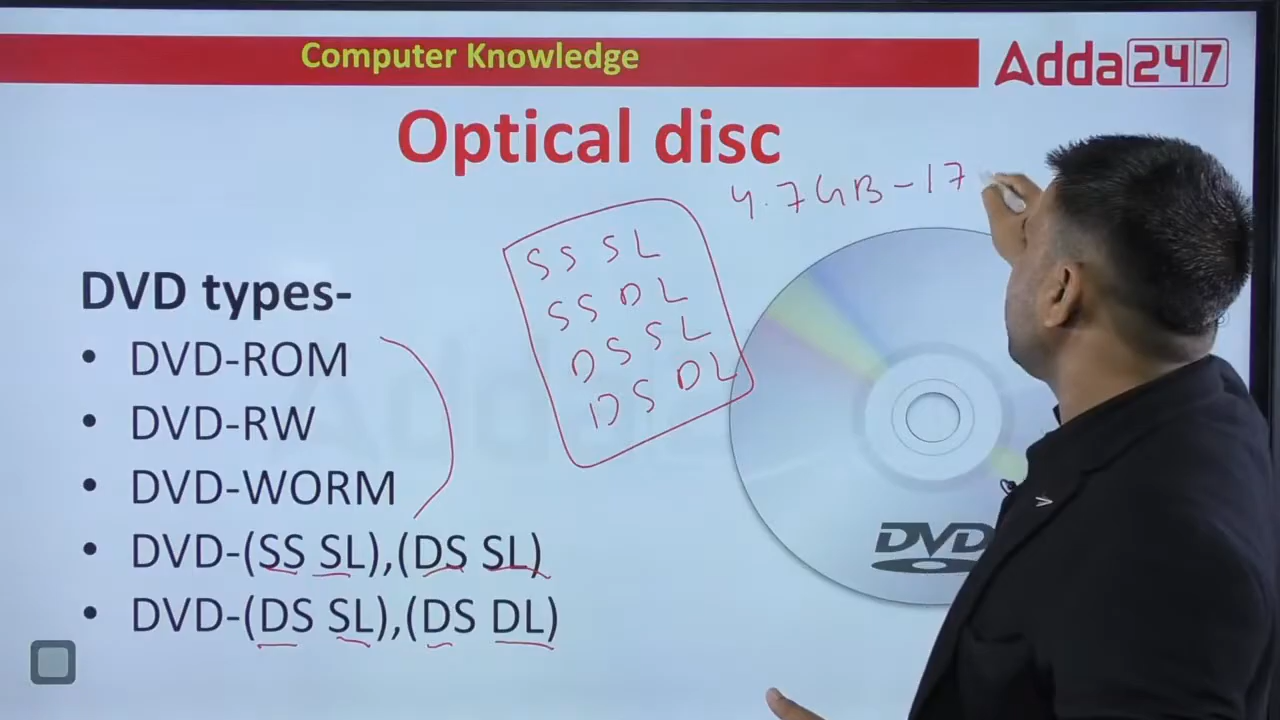 Computer Knowledge
Adda247
Optical disc
4.7GB-17
SS SL
SS DL
DS SL
DS DL
DVD types-
• DVD-ROM
• DVD-RW
• DVD-WORM
• DVD-(SS SL),(DS SL)
• DVD-(DS SL),(DS DL)
DVD